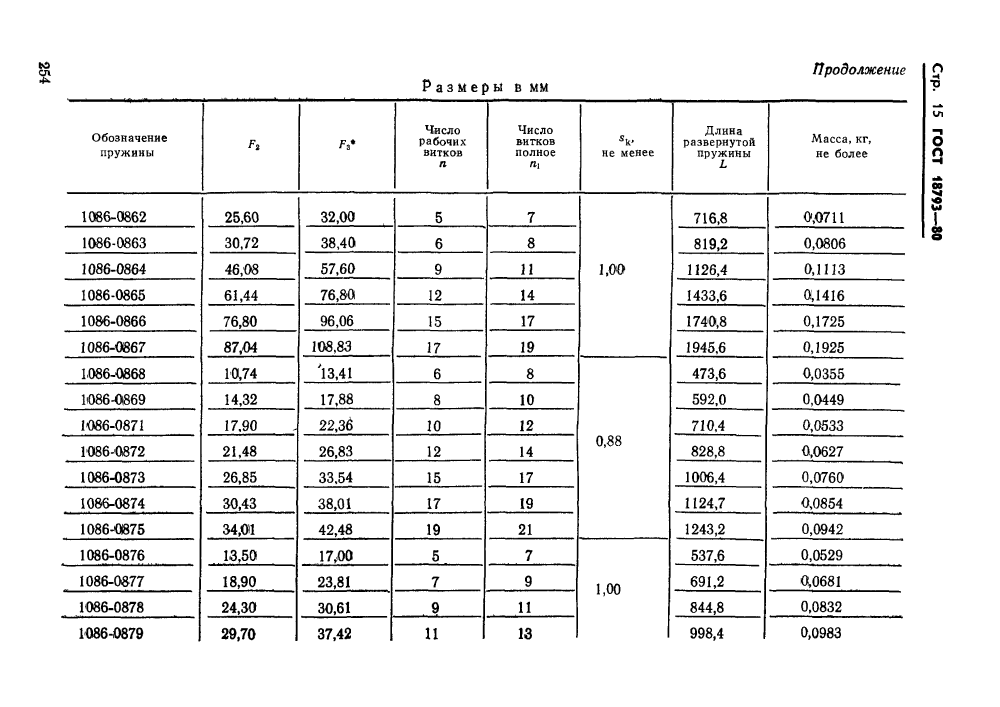 254
Стр. 15 ГОСТ 18793—80
Продолжение
Размеры в мм
Обозначение пружины | F₂ | F₃* | Число рабочих витков n | Число витков полное n₁ | sₖ, не менее | Длина развернутой пружины L | Масса, кг, не более
1086-0862 | 25,60 | 32,00 | 5 | 7 | 1,00 | 716,8 | 0,0711
1086-0863 | 30,72 | 38,40 | 6 | 8 | 819,2 | 0,0806
1086-0864 | 46,08 | 57,60 | 9 | 11 | 1126,4 | 0,1113
1086-0865 | 61,44 | 76,80 | 12 | 14 | 1433,6 | 0,1416
1086-0866 | 76,80 | 96,06 | 15 | 17 | 1740,8 | 0,1725
1086-0867 | 87,04 | 108,83 | 17 | 19 | 1945,6 | 0,1925
1086-0868 | 10,74 | 13,41 | 6 | 8 | 0,88 | 473,6 | 0,0355
1086-0869 | 14,32 | 17,88 | 8 | 10 | 592,0 | 0,0449
1086-0871 | 17,90 | 22,36 | 10 | 12 | 710,4 | 0,0533
1086-0872 | 21,48 | 26,83 | 12 | 14 | 828,8 | 0,0627
1086-0873 | 26,85 | 33,54 | 15 | 17 | 1006,4 | 0,0760
1086-0874 | 30,43 | 38,01 | 17 | 19 | 1124,7 | 0,0854
1086-0875 | 34,01 | 42,48 | 19 | 21 | 1243,2 | 0,0942
1086-0876 | 13,50 | 17,00 | 5 | 7 | 1,00 | 537,6 | 0,0529
1086-0877 | 18,90 | 23,81 | 7 | 9 | 691,2 | 0,0681
1086-0878 | 24,30 | 30,61 | 9 | 11 | 844,8 | 0,0832
1086-0879 | 29,70 | 37,42 | 11 | 13 | 998,4 | 0,0983